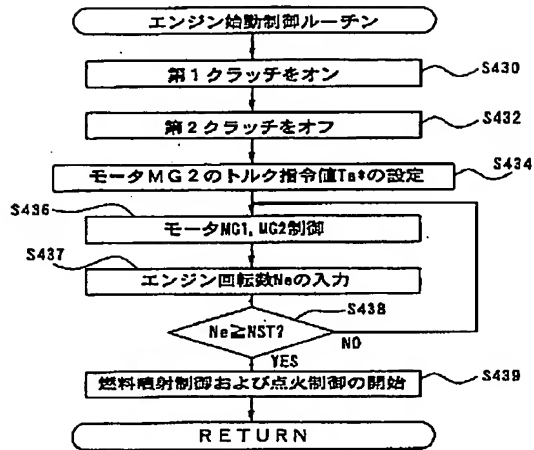 エンジン始動制御ルーチン
第1クラッチをオン
S430
第2クラッチをオフ
S432
モータMG2のトルク指令値Ta*の設定
S434
S436
モータMG1,MG2制御
S437
エンジン回転数Neの入力
S438
Ne≧NST?
NO
YES
燃料噴射制御および点火制御の開始
S439
RETURN